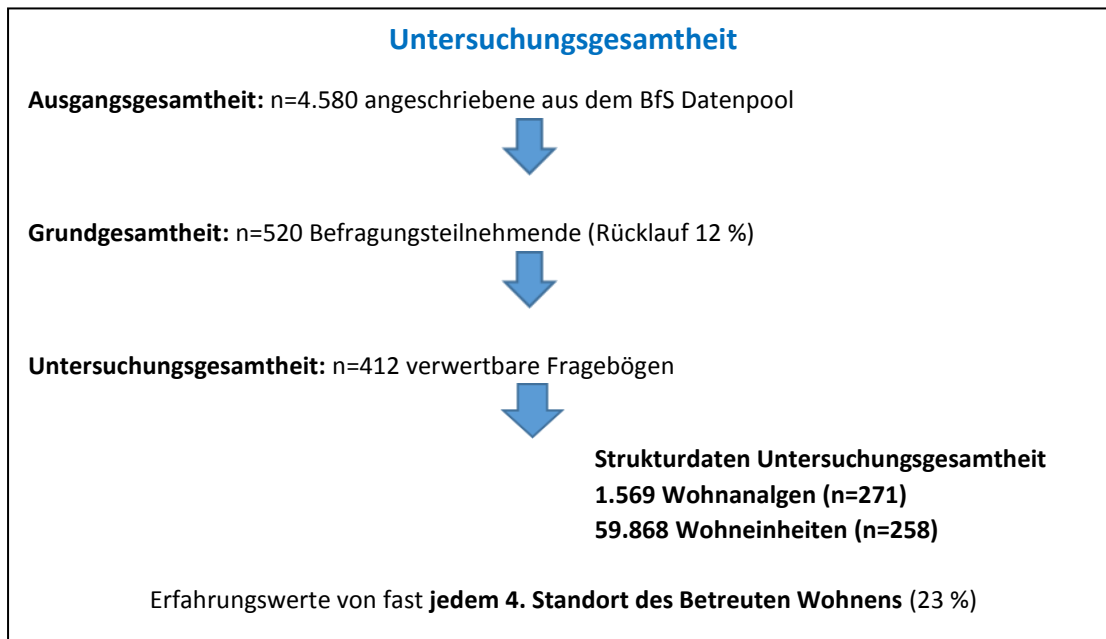 Untersuchungsgesamtheit
Ausgangsgesamtheit: n=4.580 angeschriebene aus dem BfS Datenpool
Grundgesamtheit: n=520 Befragungsteilnehmende (Rücklauf 12 %)
Untersuchungsgesamtheit: n=412 verwertbare Fragebögen
Strukturdaten Untersuchungsgesamtheit
1.569 Wohnanalgen (n=271)
59.868 Wohneinheiten (n=258)
Erfahrungswerte von fast jedem 4. Standort des Betreuten Wohnens (23 %)